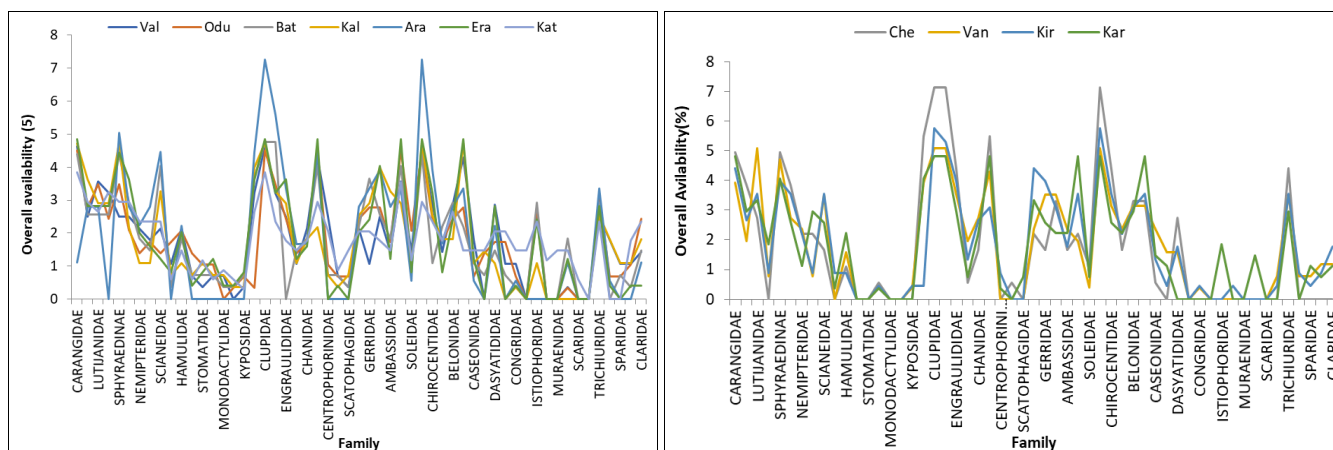 Val Odu Bat Kal Ara Era Kat
8
7
6
5
4
3
2
1
0
Overall availability (5)
CARANGIDAE
LUTIJANIDAE
SPHYRAEDINAE
NEMIPTERIDAE
SCIANEIDAE
HAMULIDAE
STOMATIDAE
MONODACTYLIDAE
KYPOSIDAE
CLUPIDAE
ENGRAULIDIDAE
CHANIDAE
CENTROPHORINIDAE
SCATOPHAGIDAE
GERRIDAE
AMBASSIDAE
SOLEIDAE
CHIROCENTIDAE
BELONIDAE
CASEONIDAE
DASYATIDIDAE
CONGRIDAE
ISTIOPHORIDAE
MURAENIDAE
SCARIDAE
TRICHIURIDAE
SPARIDAE
CLARIDAE
Family
Che Van Kir Kar
8
7
6
5
4
3
2
1
0
Overall Avilability(%)
CARANGIDAE
LUTIJANIDAE
SPHYRAEDINAE
NEMIPTERIDAE
SCIANEIDAE
HAMULIDAE
STOMATIDAE
MONODACTYLIDAE
KYPOSIDAE
CLUPIDAE
ENGRAULIDIDAE
CHANIDAE
CENTROPHORINI…
SCATOPHAGIDAE
GERRIDAE
AMBASSIDAE
SOLEIDAE
CHIROCENTIDAE
BELONIDAE
CASEONIDAE
DASYATIDIDAE
CONGRIDAE
ISTIOPHORIDAE
MURAENIDAE
SCARIDAE
TRICHIURIDAE
SPARIDAE
CLARIDAE
Family